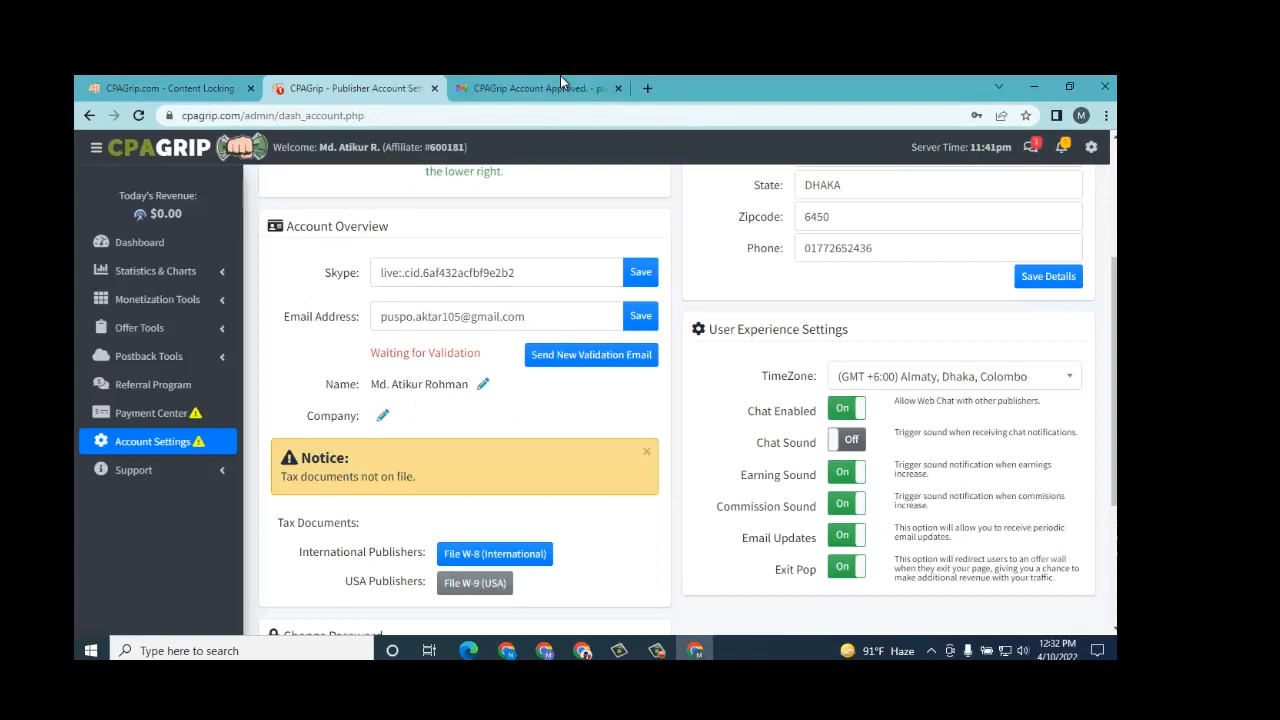 CPAGrip.com - Content Locking
CPAGrip - Publisher Account Set
CPAGrip Account Approved. - pu
cpagrip.com/admin/dash_account.php
M
CPAGRIP
Welcome: Md. Atikur R. (Affiliate: #600181)
Server Time: 11:41pm
Today's Revenue:
$0.00
Dashboard
Statistics & Charts
Monetization Tools
Offer Tools
Postback Tools
Referral Program
Payment Center
Account Settings
Support
the lower right.
Account Overview
Skype:
live:.cid.6af432acfbf9e2b2
Save
Email Address:
puspo.aktar105@gmail.com
Save
Waiting for Validation
Send New Validation Email
Name:
Md. Atikur Rohman
Company:
Notice:
Tax documents not on file.
Tax Documents:
International Publishers:
File W-8 (International)
USA Publishers:
File W-9 (USA)
Change Password
State:
DHAKA
Zipcode:
6450
Phone:
01772652436
Save Details
User Experience Settings
TimeZone:
(GMT +6:00) Almaty, Dhaka, Colombo
Chat Enabled
On
Allow Web Chat with other publishers.
Chat Sound
Off
Trigger sound when receiving chat notifications.
Earning Sound
On
Trigger sound notification when earnings
increase.
Commission Sound
On
Trigger sound notification when commisions
increase.
Email Updates
On
This option will allow you to receive periodic
email updates.
Exit Pop
On
This option will redirect users to an offer wall
when they exit your page, giving you a chance to
make additional revenue with your traffic.
Type here to search
91°F Haze
12:32 PM
4/10/2022